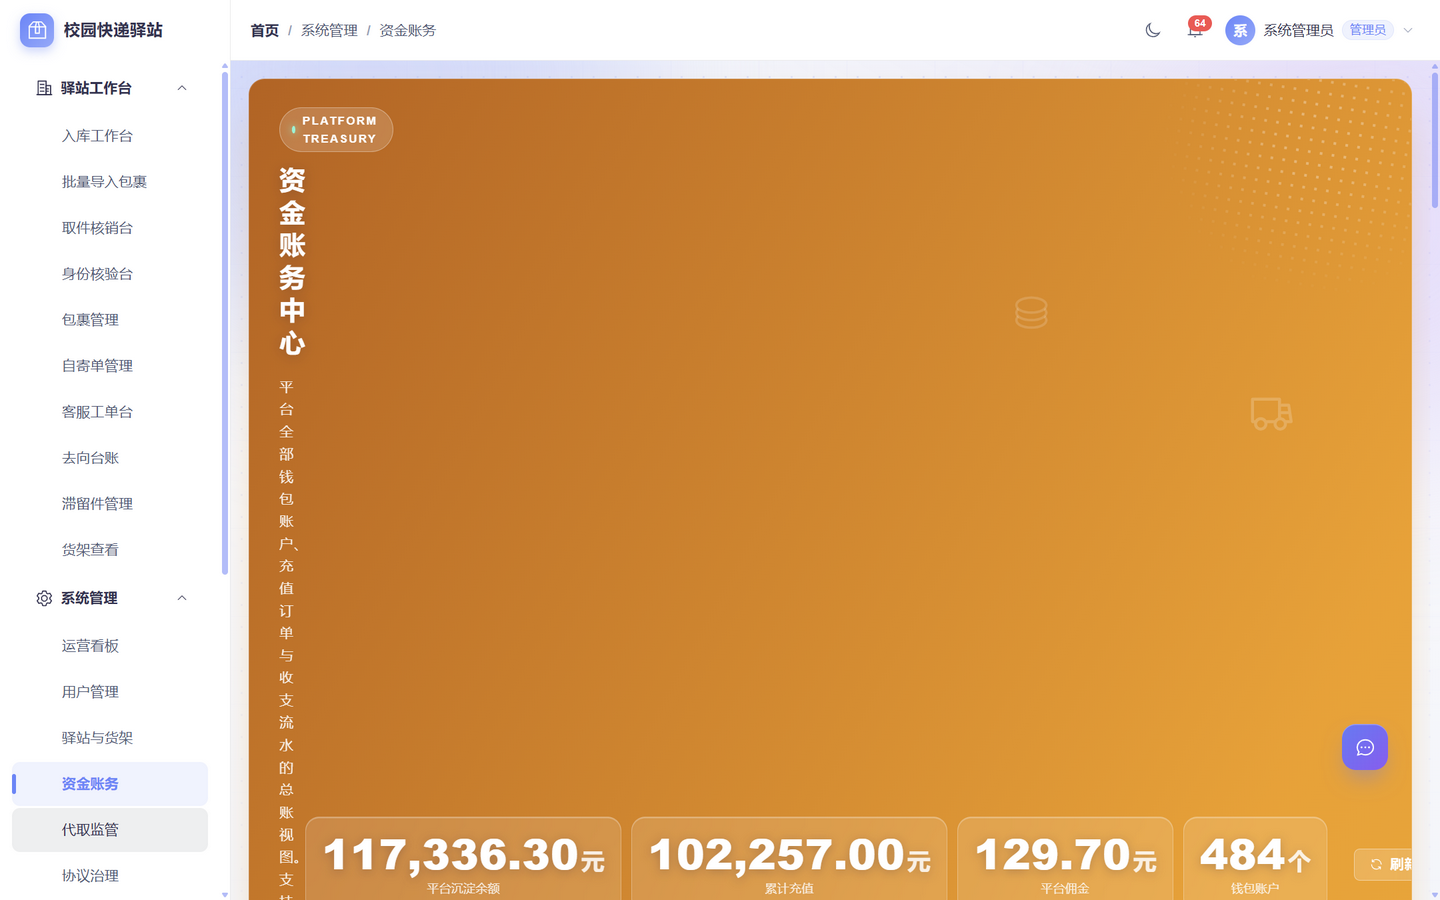 校园快递驿站
首页 / 系统管理 / 资金账务
64
系
系统管理员
管理员
驿站工作台
入库工作台
批量导入包裹
取件核销台
身份核验台
包裹管理
自寄单管理
客服工单台
去向台账
滞留件管理
货架查看
系统管理
运营看板
用户管理
驿站与货架
资金账务
代取监管
协议治理
PLATFORM
TREASURY
资
金
账
务
中
心
平
台
全
部
钱
包
账
户、
充
值
订
单
与
收
支
流
水
的
总
账
视
图。
支
117,336.30元
平台沉淀余额
102,257.00元
累计充值
129.70元
平台佣金
484个
钱包账户
刷新